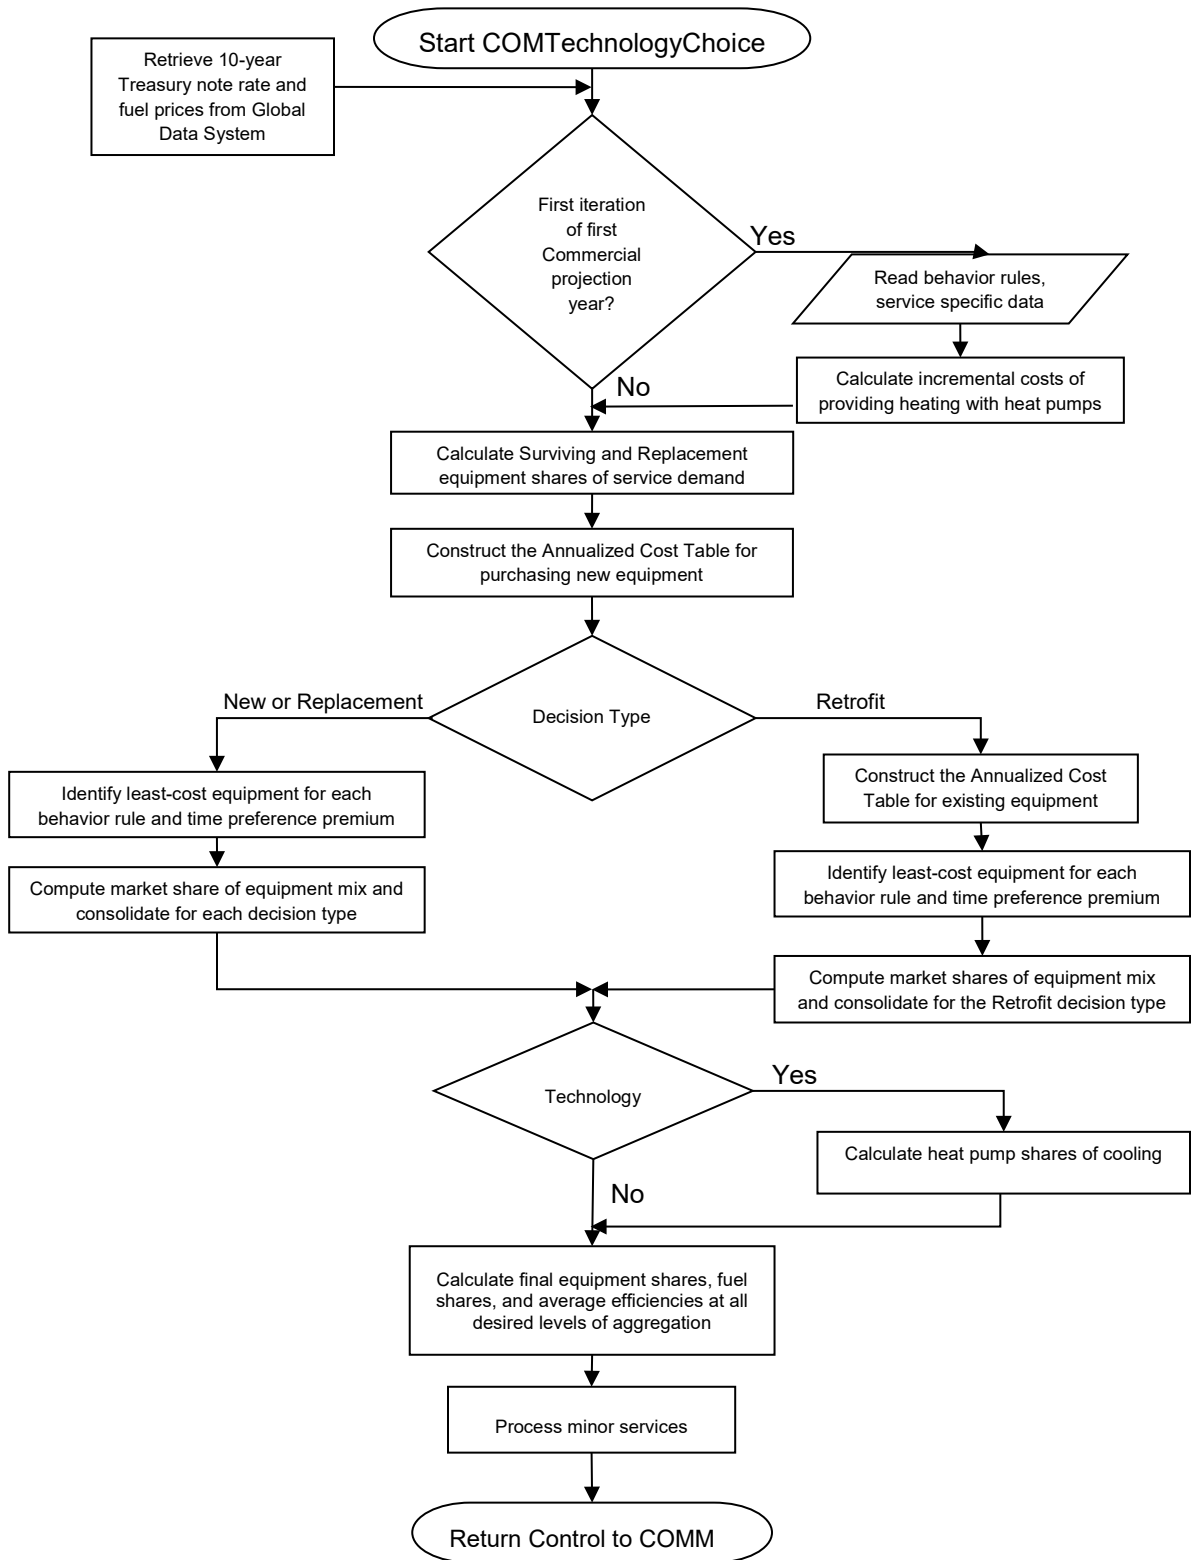 Start COMTechnologyChoice
Retrieve 10-year
Treasury note rate and
fuel prices from Global
Data System
First iteration
of first
Commercial
projection
year?
Yes
Read behavior rules,
service specific data
Calculate incremental costs of
providing heating with heat pumps
No
Calculate Surviving and Replacement
equipment shares of service demand
Construct the Annualized Cost Table for
purchasing new equipment
Decision Type
New or Replacement
Retrofit
Identify least-cost equipment for each
behavior rule and time preference premium
Compute market share of equipment mix and
consolidate for each decision type
Construct the Annualized Cost
Table for existing equipment
Identify least-cost equipment for each
behavior rule and time preference premium
Compute market shares of equipment mix
and consolidate for the Retrofit decision type
Technology
Yes
Calculate heat pump shares of cooling
No
Calculate final equipment shares, fuel
shares, and average efficiencies at all
desired levels of aggregation
Process minor services
Return Control to COMM